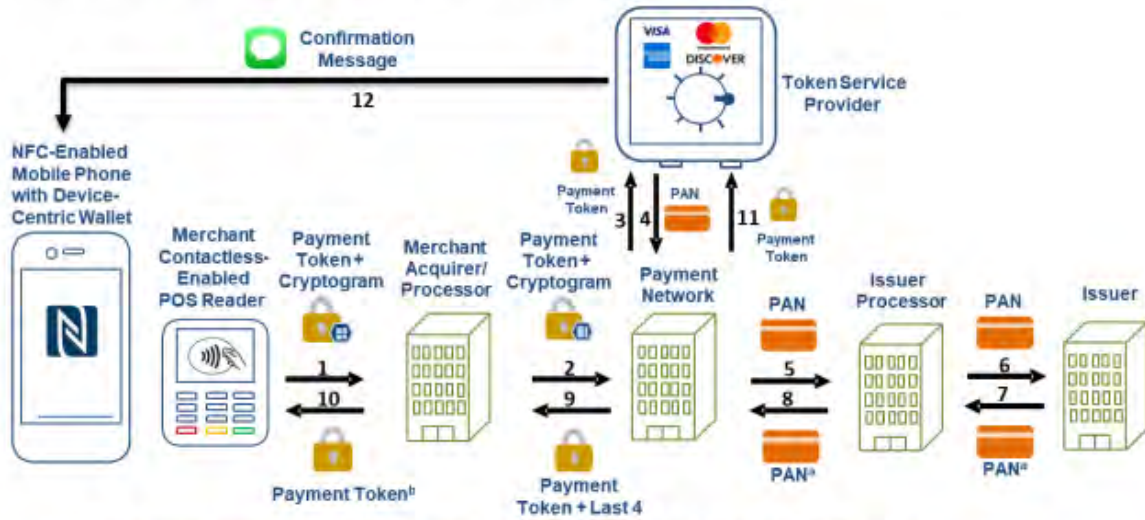 Confirmation
Message
12
VISA
DISCOVER
Token Service
Provider
NFC-Enabled
Mobile Phone
with Device-
Centric Wallet
Merchant
Contactless-
Enabled
POS Reader
Payment
Token +
Cryptogram
Merchant
Acquirer/
Processor
Payment
Token +
Cryptogram
Payment
Token
3
4
PAN
11
Payment
Token
Payment
Network
PAN
Issuer
Processor
PAN
Issuer
1
2
5
6
10
9
8
7
Payment Tokenᵇ
Payment
Token + Last 4
PANᵃ
PANᵃ